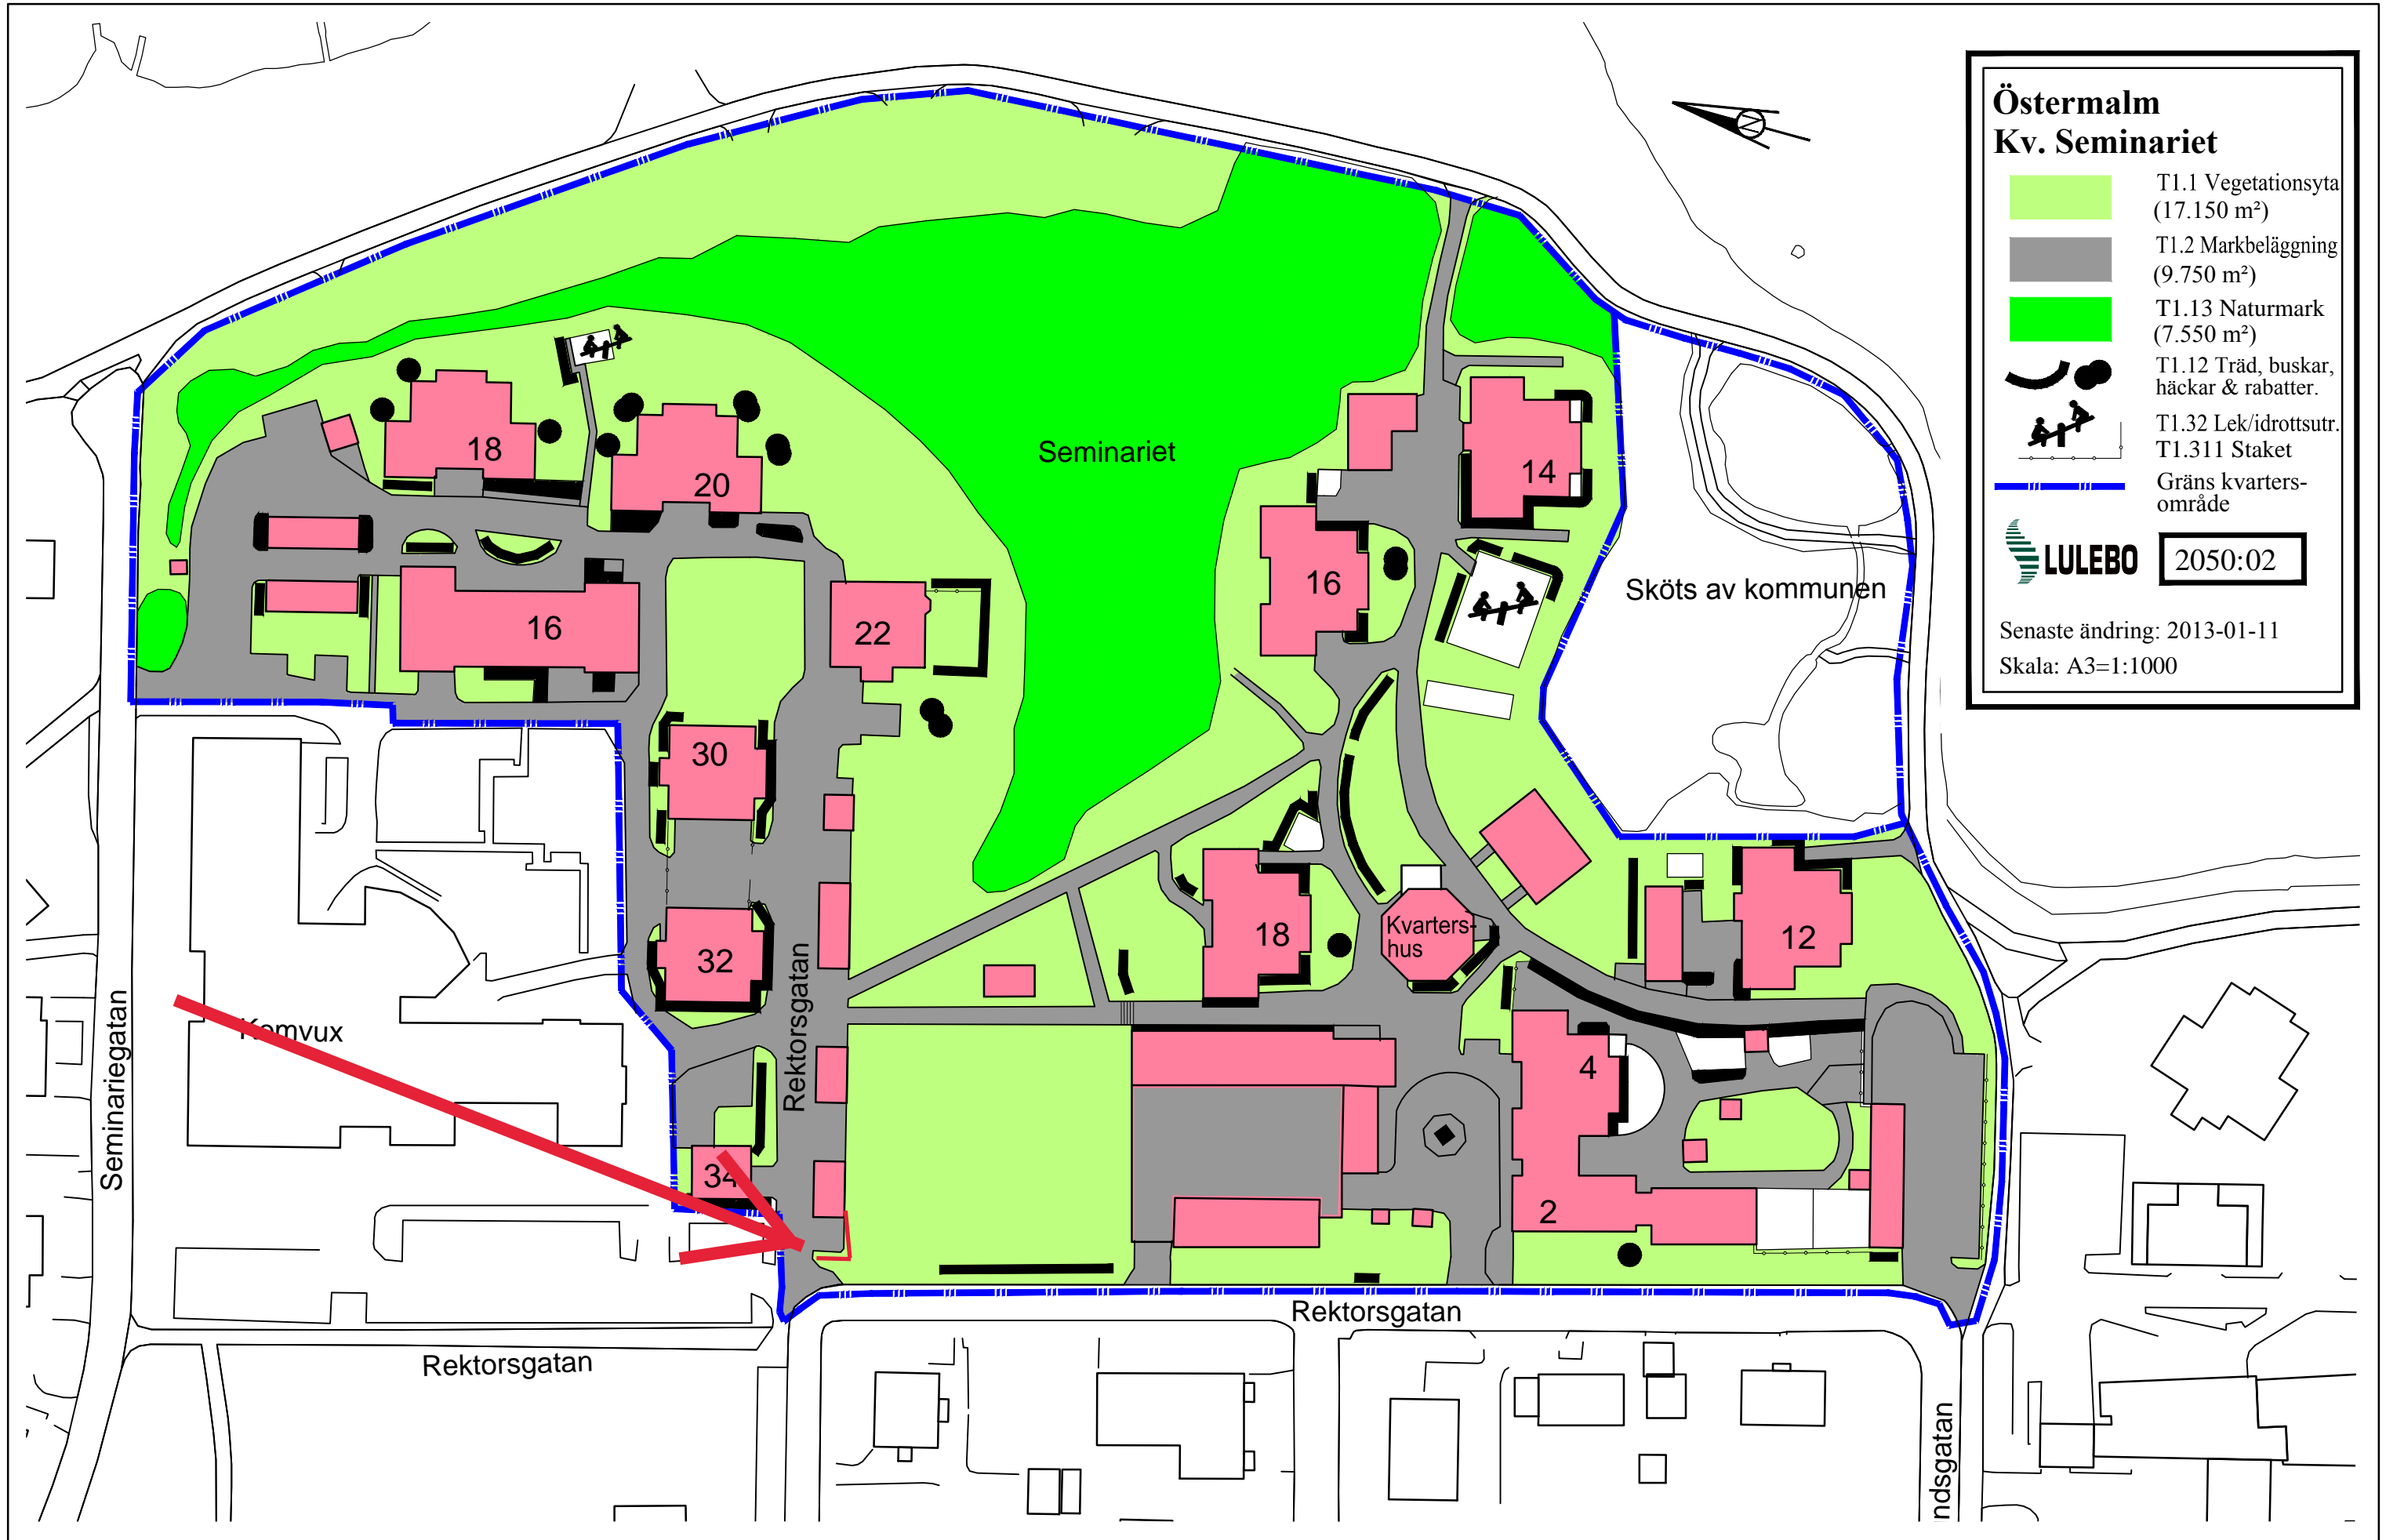 Östermalm
Kv. Seminariet
T1.1 Vegetationsyta
(17.150 m²)
T1.2 Markbeläggning
(9.750 m²)
T1.13 Naturmark
(7.550 m²)
T1.12 Träd, buskar,
häckar & rabatter.
T1.32 Lek/idrottsutr.
T1.311 Staket
Gräns kvarters-
område
LULEBO
2050:02
Senaste ändring: 2013-01-11
Skala: A3=1:1000
N
18
20
Seminariet
14
16
16
22
Sköts av kommunen
30
32
18
Kvarters-
hus
12
Rektorsgatan
Seminariegatan
Komvux
4
34
2
Rektorsgatan
Rektorsgatan
ndsgatan